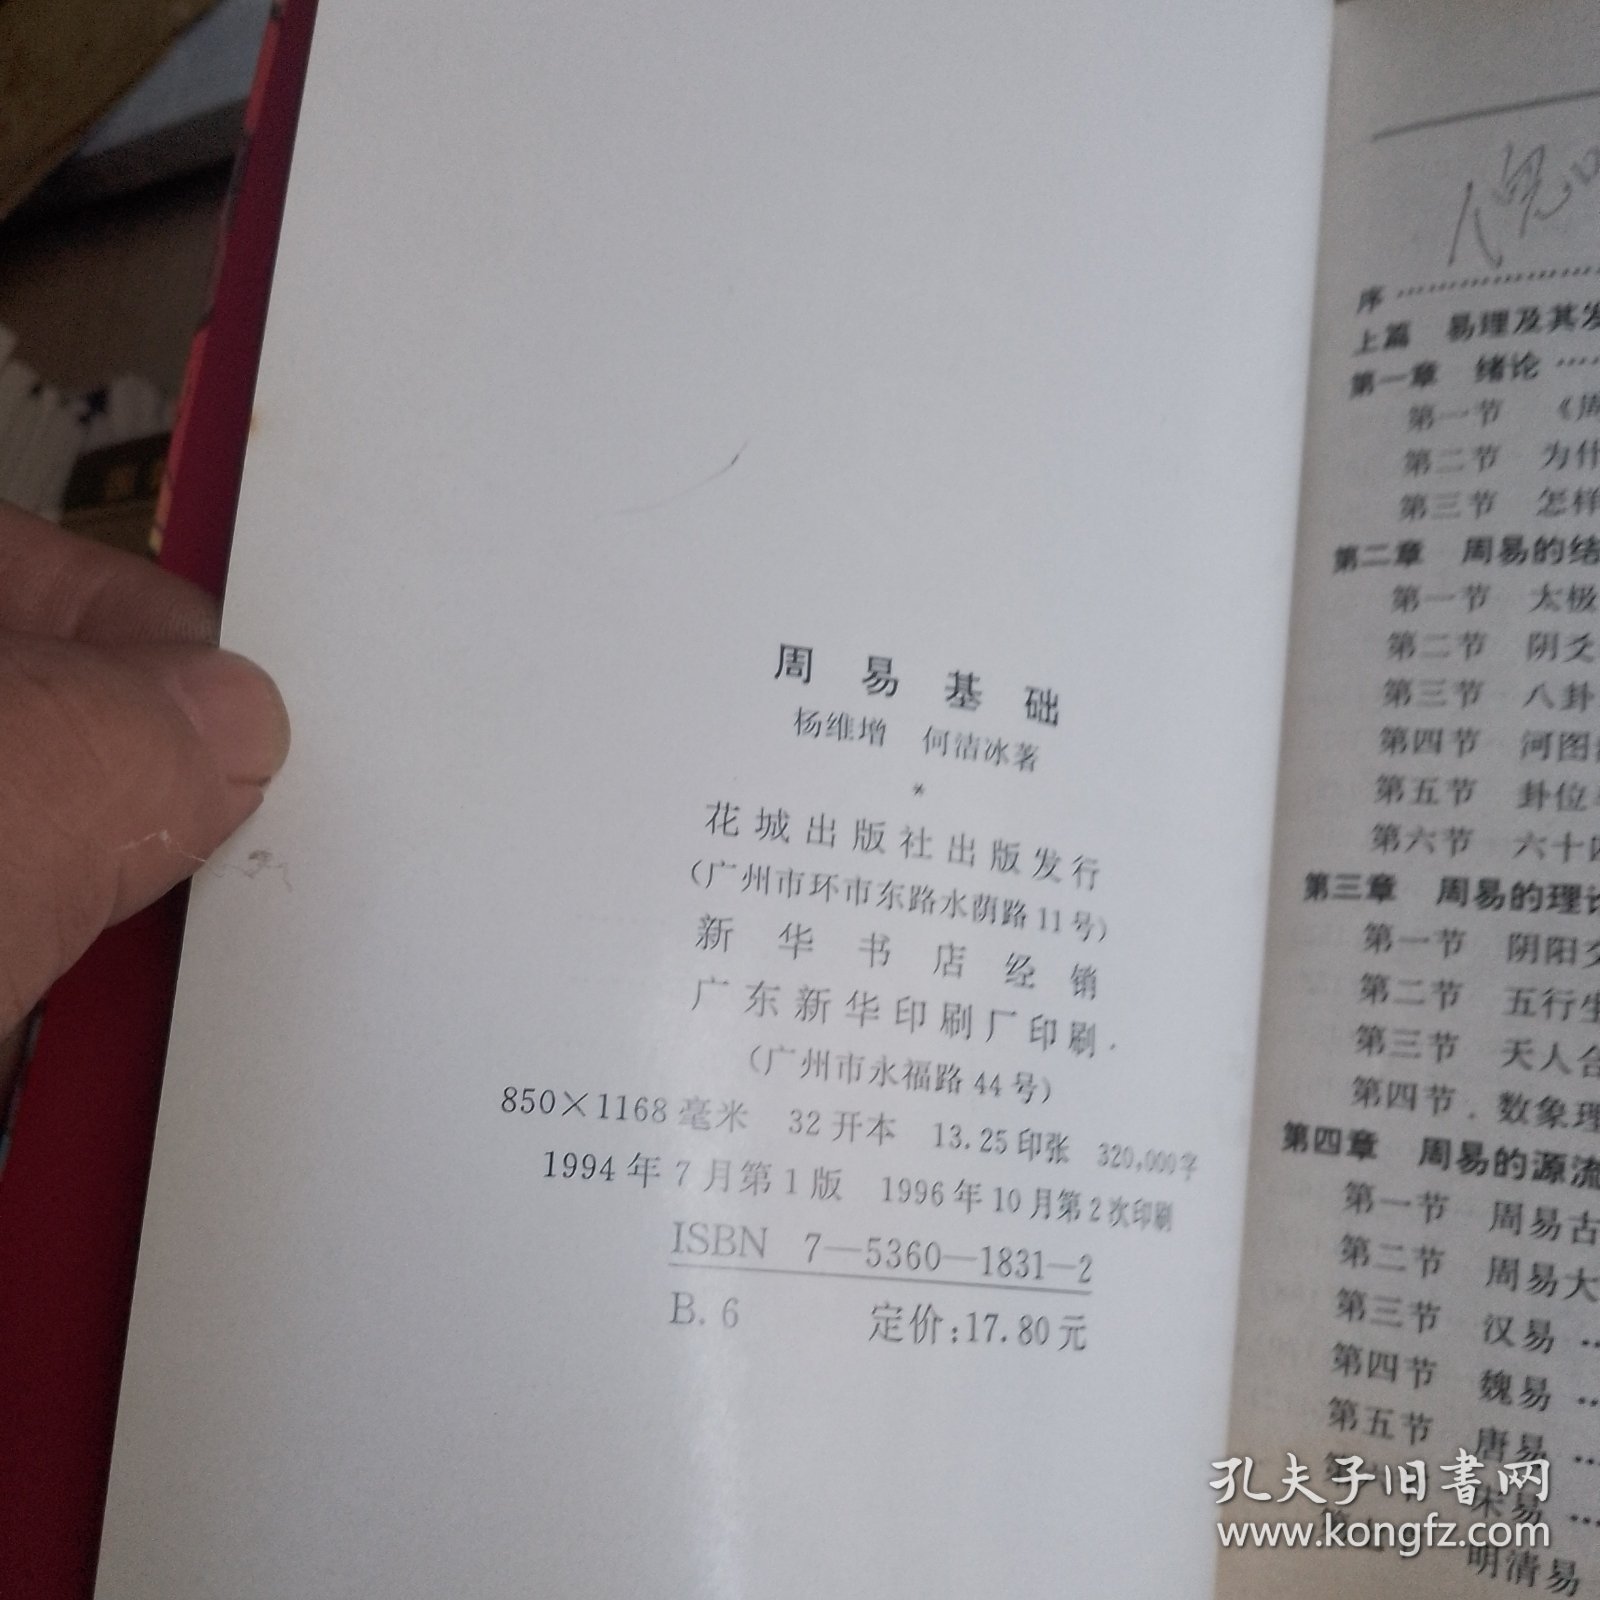 周易基础
杨维增 何洁冰著
*
花城出版社出版发行
(广州市环市东路水荫路11号)
新华书店经销
广东新华印刷厂印刷
(广州市永福路44号)
850×1168毫米 32开本 13.25印张 320,000字
1994年7月第1版 1996年10月第2次印刷
ISBN 7—5360—1831—2
B.6 定价:17.80元
序
上篇 易理及其发
第一章 绪论
第一节 《周
第二节 为什
第三节 怎样
第二章 周易的结
第一节 太极
第二节 阴爻
第三节 八卦
第四节 河图
第五节 卦位
第六节 六十四
第三章 周易的理论
第一节 阴阳交
第二节 五行生
第三节 天人合
第四节 数象理
第四章 周易的源流
第一节 周易古
第二节 周易大
第三节 汉易
第四节 魏易
第五节 唐易
宋易
明清易
孔夫子旧书网
www.kongfz.com